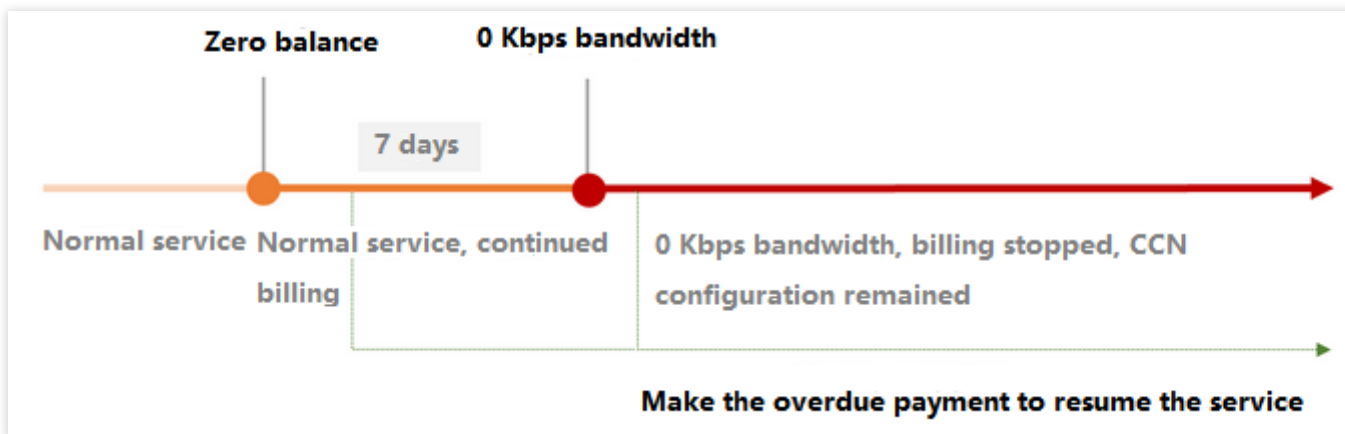 Zero balance
0 Kbps bandwidth
7 days
Normal service
Normal service, continued
billing
0 Kbps bandwidth, billing stopped, CCN
configuration remained
Make the overdue payment to resume the service